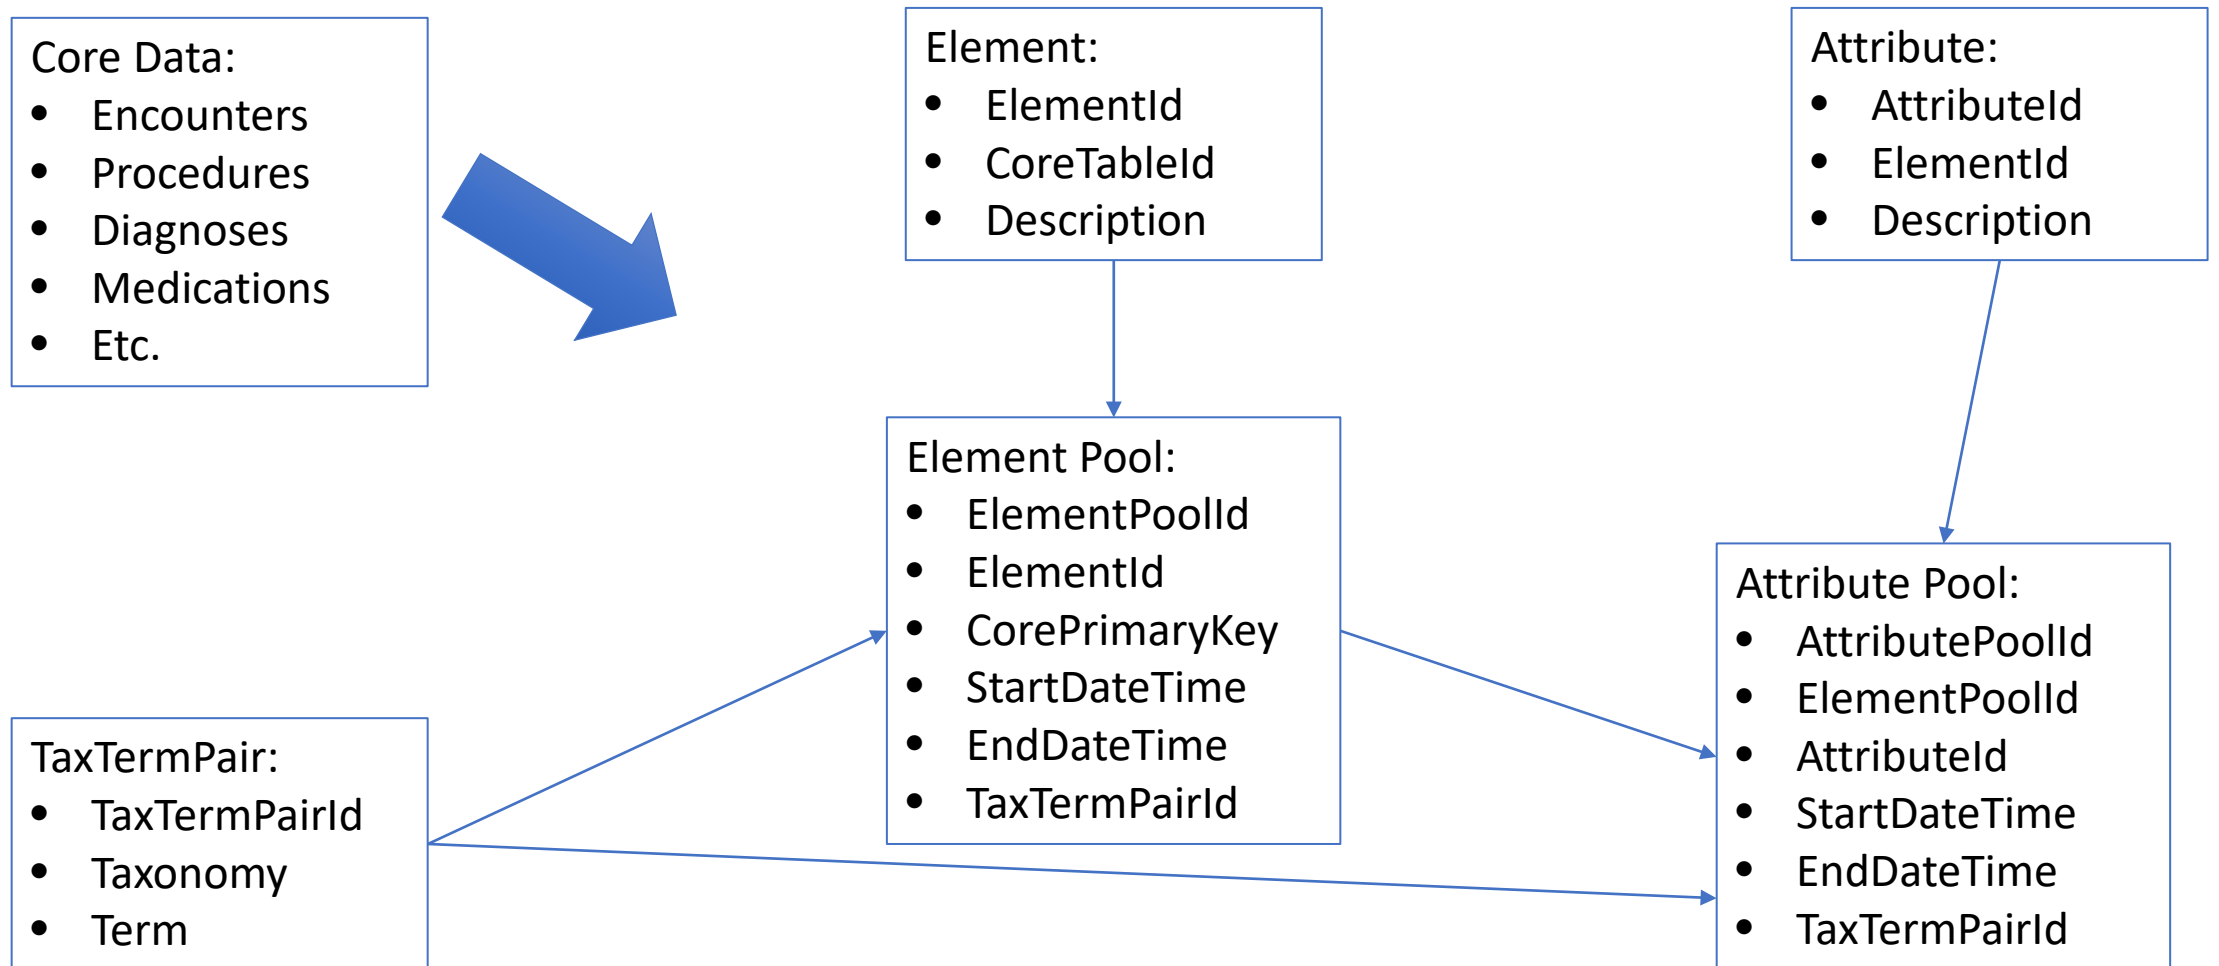 Core Data:
• Encounters
• Procedures
• Diagnoses
• Medications
• Etc.
Element:
• ElementId
• CoreTableId
• Description
Attribute:
• AttributeId
• ElementId
• Description
Element Pool:
• ElementPoolId
• ElementId
• CorePrimaryKey
• StartDateTime
• EndDateTime
• TaxTermPairId
Attribute Pool:
• AttributePoolId
• ElementPoolId
• AttributeId
• StartDateTime
• EndDateTime
• TaxTermPairId
TaxTermPair:
• TaxTermPairId
• Taxonomy
• Term